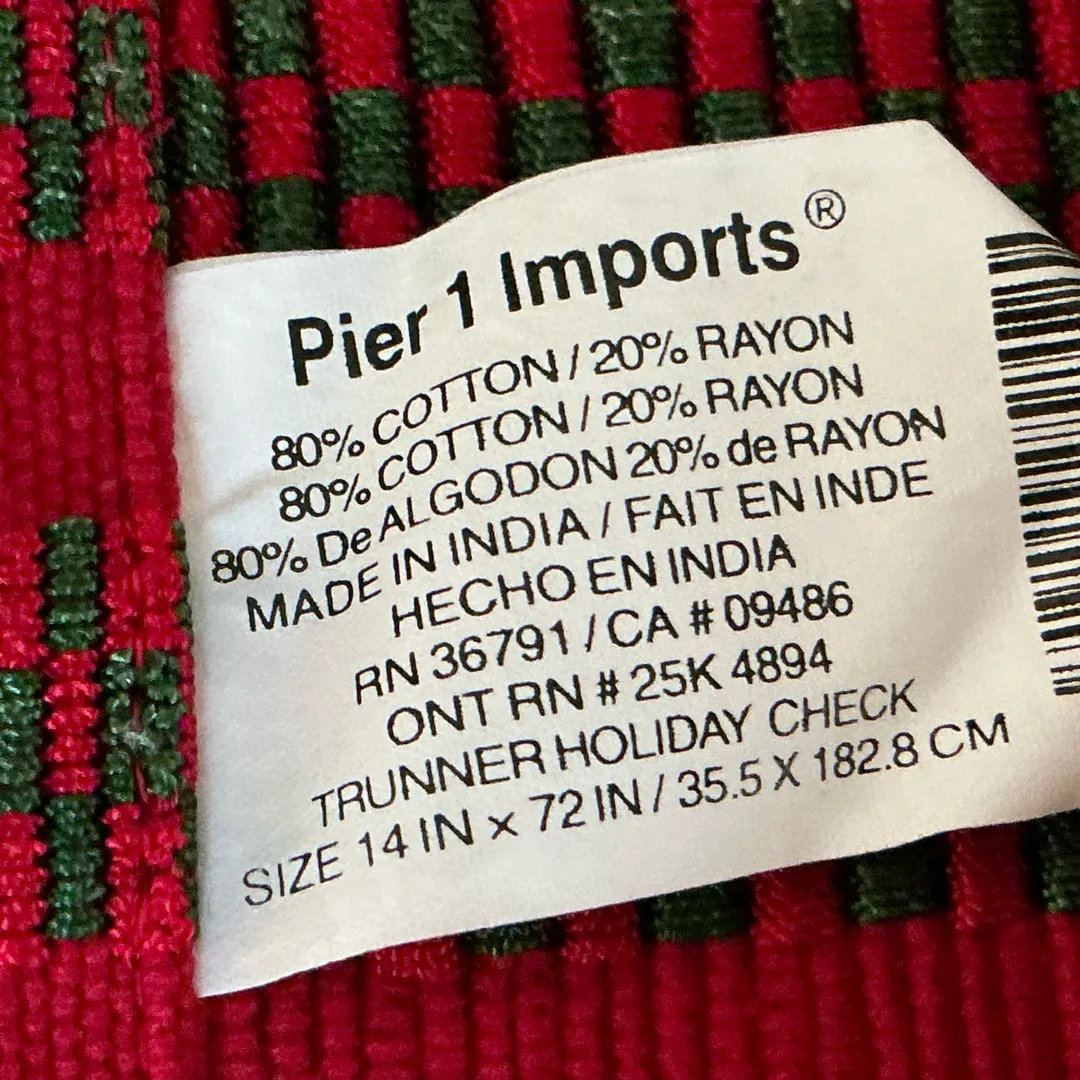 Pier 1 Imports®
80% COTTON / 20% RAYON
80% COTTON / 20% RAYON
80% De ALGODON 20% de RAYON
MADE IN INDIA / FAIT EN INDE
HECHO EN INDIA
RN 36791 / CA # 09486
ONT RN # 25K 4894
TRUNNER HOLIDAY CHECK
SIZE 14 IN x 72 IN / 35.5 X 182.8 CM